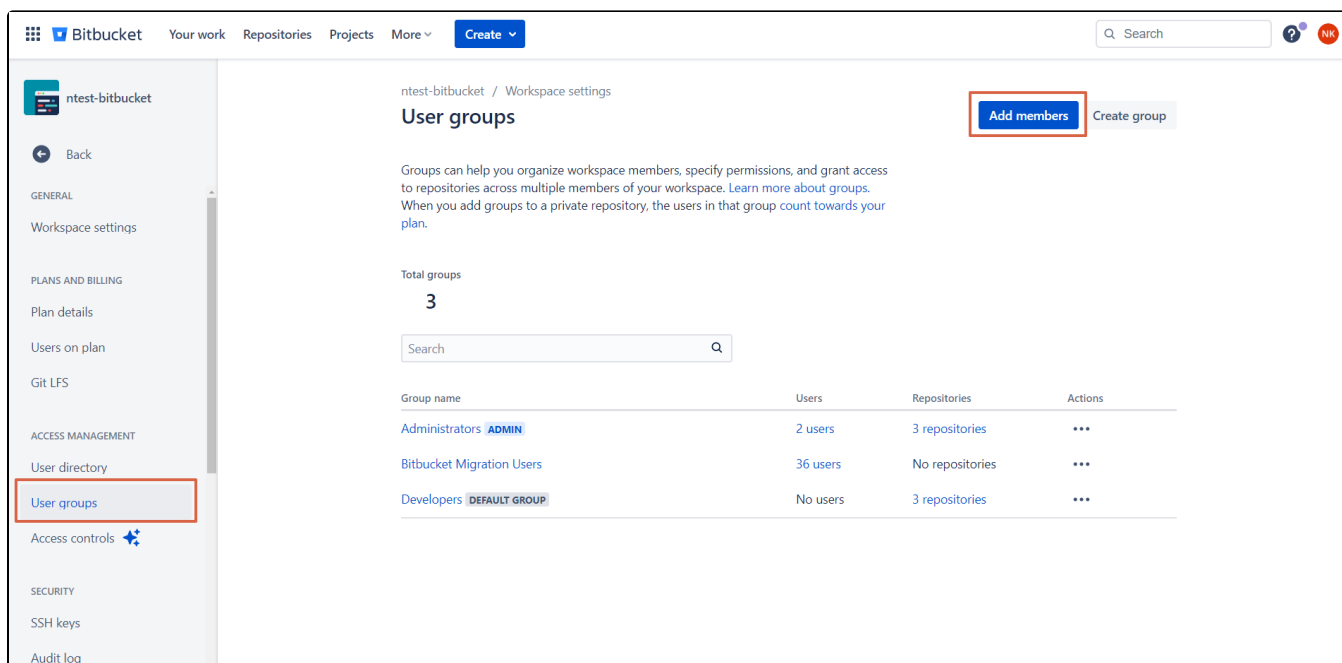 Bitbucket Your work Repositories Projects More Create Search ? NK
ntest-bitbucket
Back
GENERAL
Workspace settings
PLANS AND BILLING
Plan details
Users on plan
Git LFS
ACCESS MANAGEMENT
User directory
User groups
Access controls
SECURITY
SSH keys
Audit log
ntest-bitbucket / Workspace settings
User groups
Add members Create group
Groups can help you organize workspace members, specify permissions, and grant access
to repositories across multiple members of your workspace. Learn more about groups.
When you add groups to a private repository, the users in that group count towards your
plan.
Total groups
3
Search
Group name Users Repositories Actions
Administrators ADMIN 2 users 3 repositories •••
Bitbucket Migration Users 36 users No repositories •••
Developers DEFAULT GROUP No users 3 repositories •••